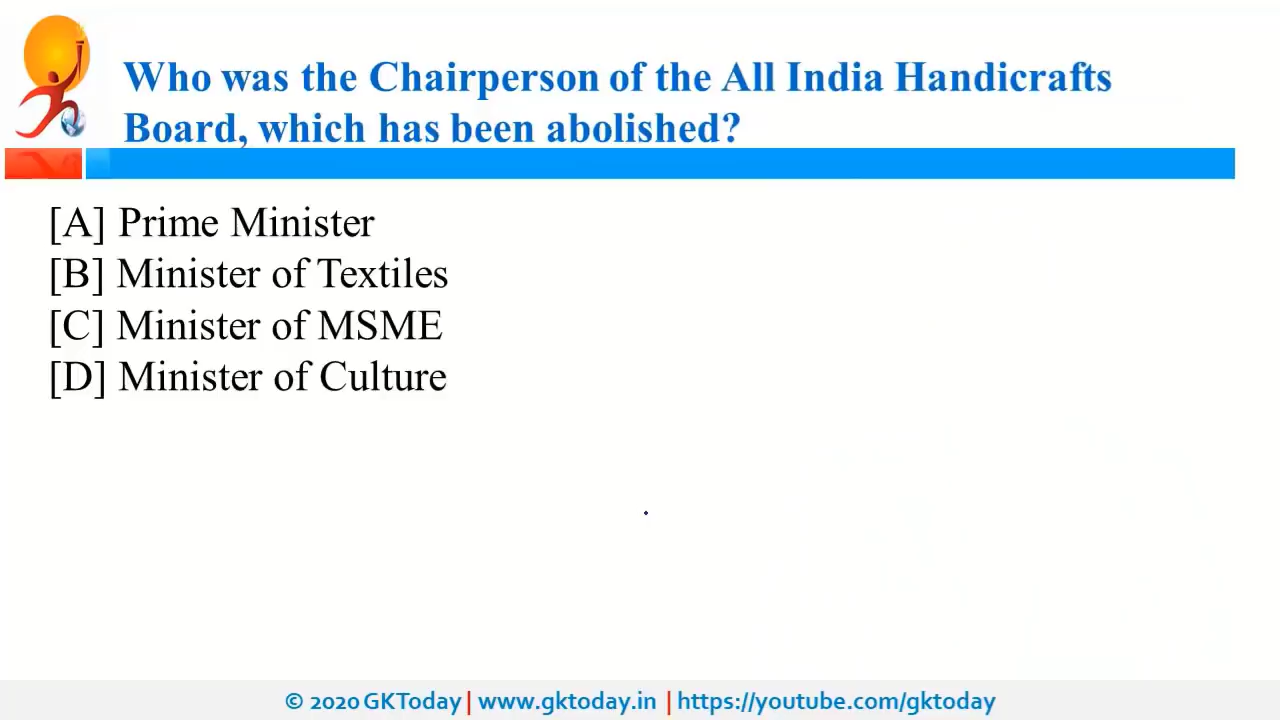 Who was the Chairperson of the All India Handicrafts
Board, which has been abolished?
[A] Prime Minister
[B] Minister of Textiles
[C] Minister of MSME
[D] Minister of Culture
© 2020 GKToday | www.gktoday.in | https://youtube.com/gktoday